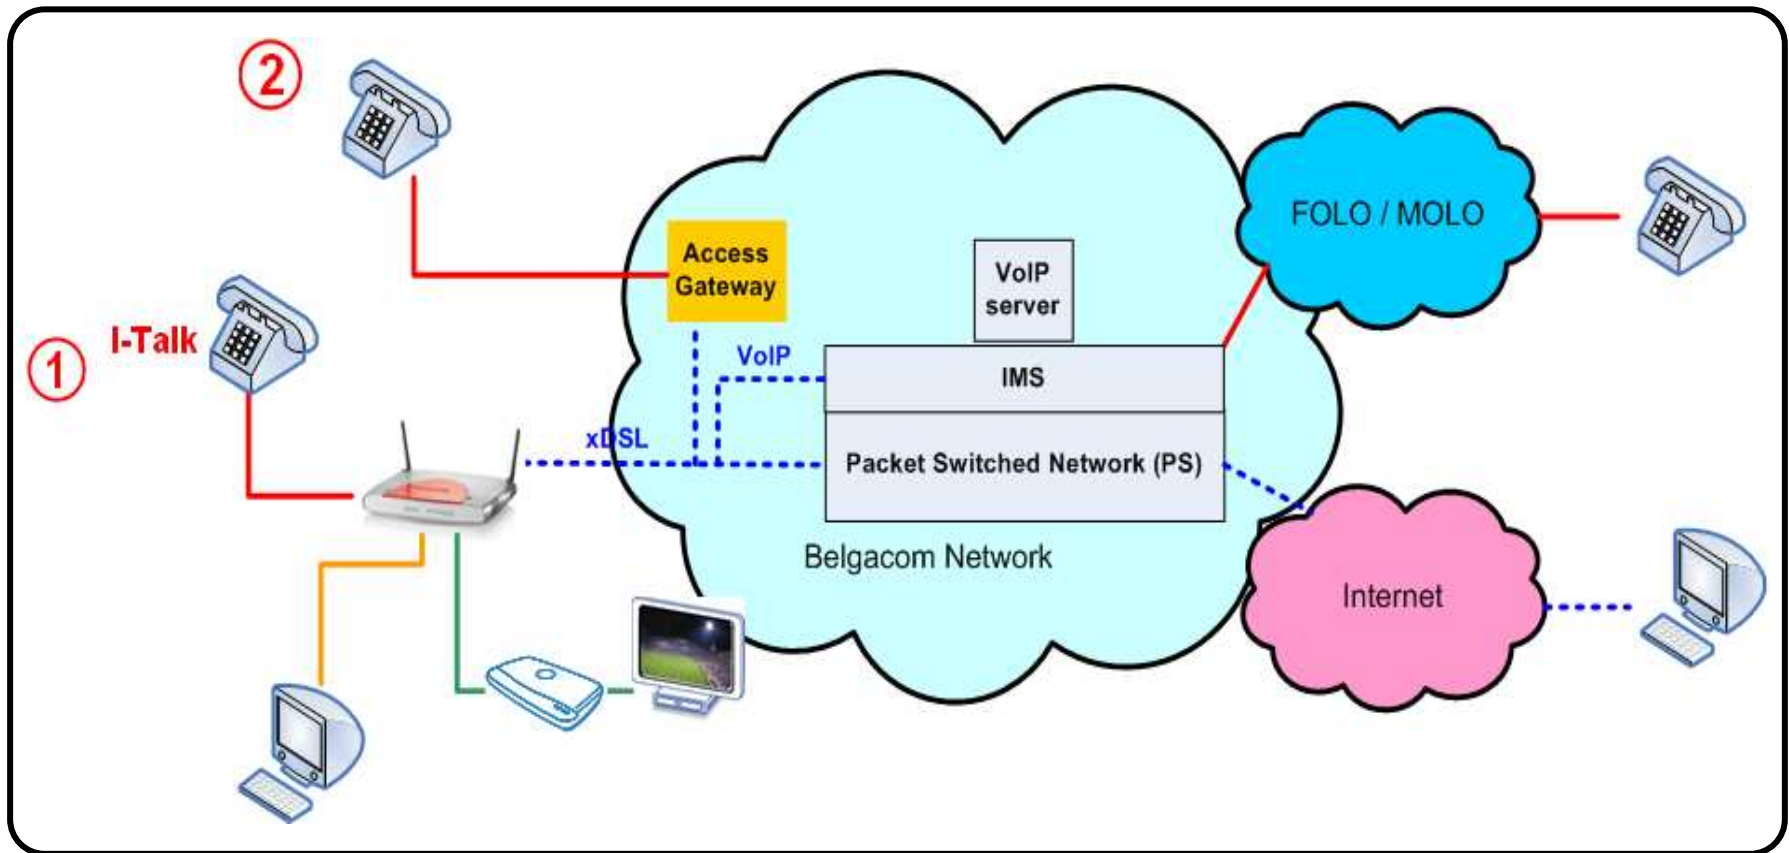 2
Access
Gateway
FOLO / MOLO
VoIP
server
I-Talk
1
VoIP
IMS
xDSL
Packet Switched Network (PS)
Belgacom Network
Internet